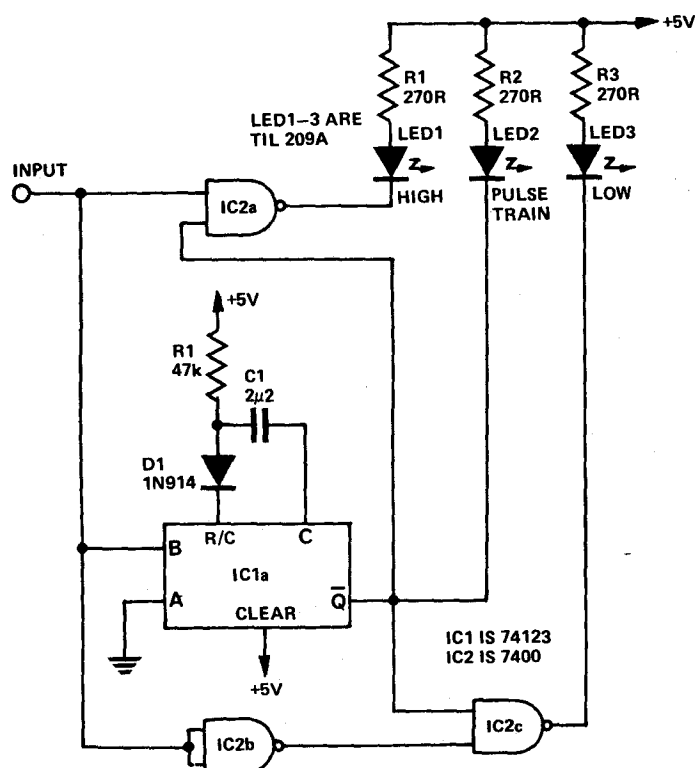 +5V
R1
270R
R2
270R
R3
270R
LED1–3 ARE
TIL 209A
LED1
LED2
LED3
INPUT
IC2a
HIGH
PULSE
TRAIN
LOW
+5V
R1
47k
C1
2μ2
D1
1N914
R/C
C
B
IC1a
A
Q̅
CLEAR
IC1 IS 74123
IC2 IS 7400
+5V
IC2c
IC2b